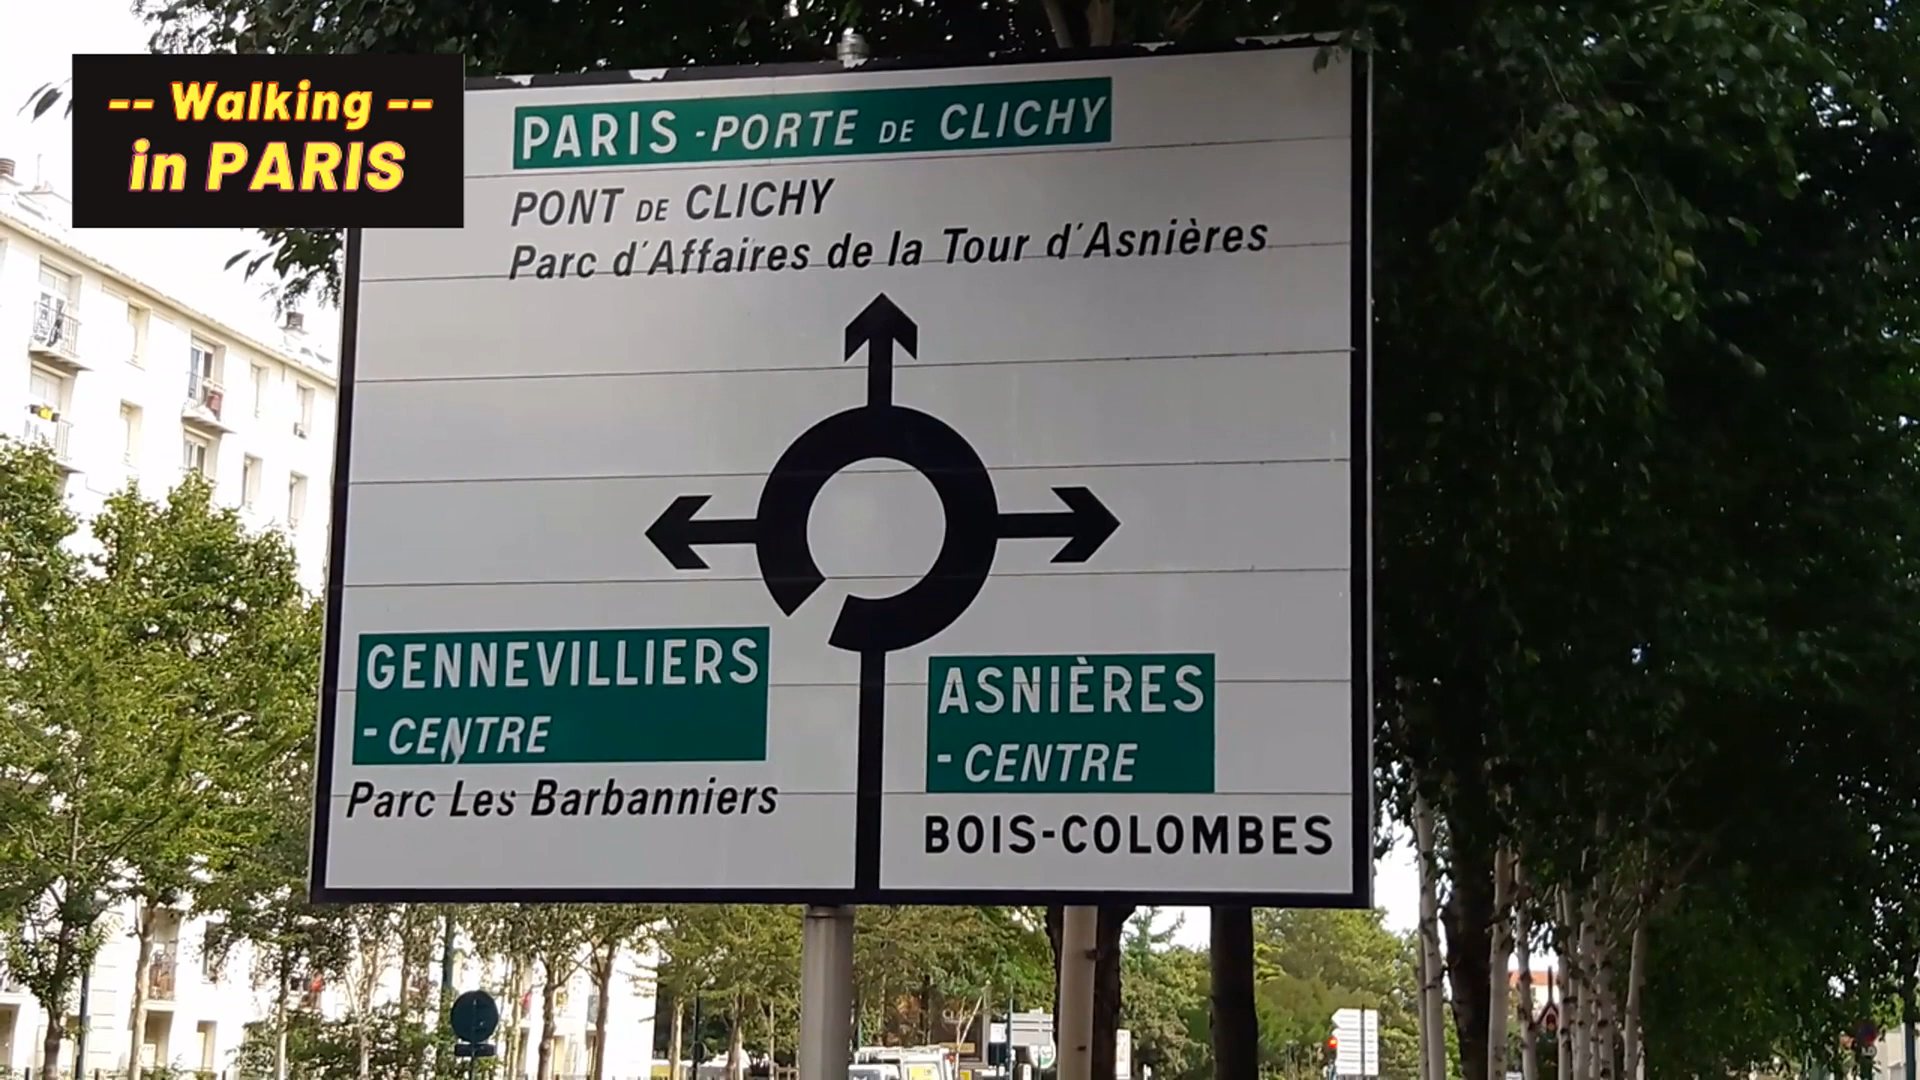 -- Walking --
in PARIS
PARIS - PORTE DE CLICHY
PONT DE CLICHY
Parc d'Affaires de la Tour d'Asnières
GENNEVILLIERS
- CENTRE
Parc Les Barbanniers
ASNIÈRES
- CENTRE
BOIS-COLOMBES